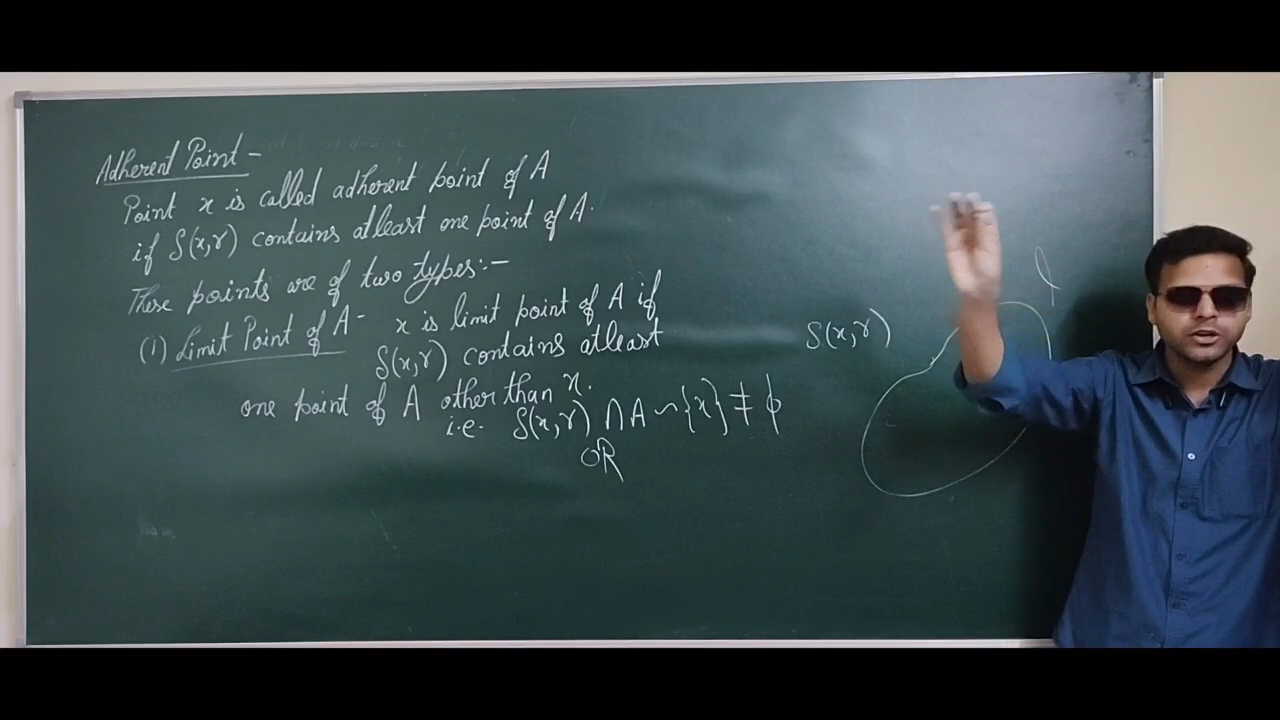 Adherent Point -
Point x is called adherent point of A
if S(x,r) contains atleast one point of A.
These points are of two types:-
(1) Limit Point of A - x is limit point of A if
S(x,r) contains atleast
one point of A other than x.
i.e. S(x,r) ∩ A ~ {x} ≠ ϕ
OR
S(x,r)